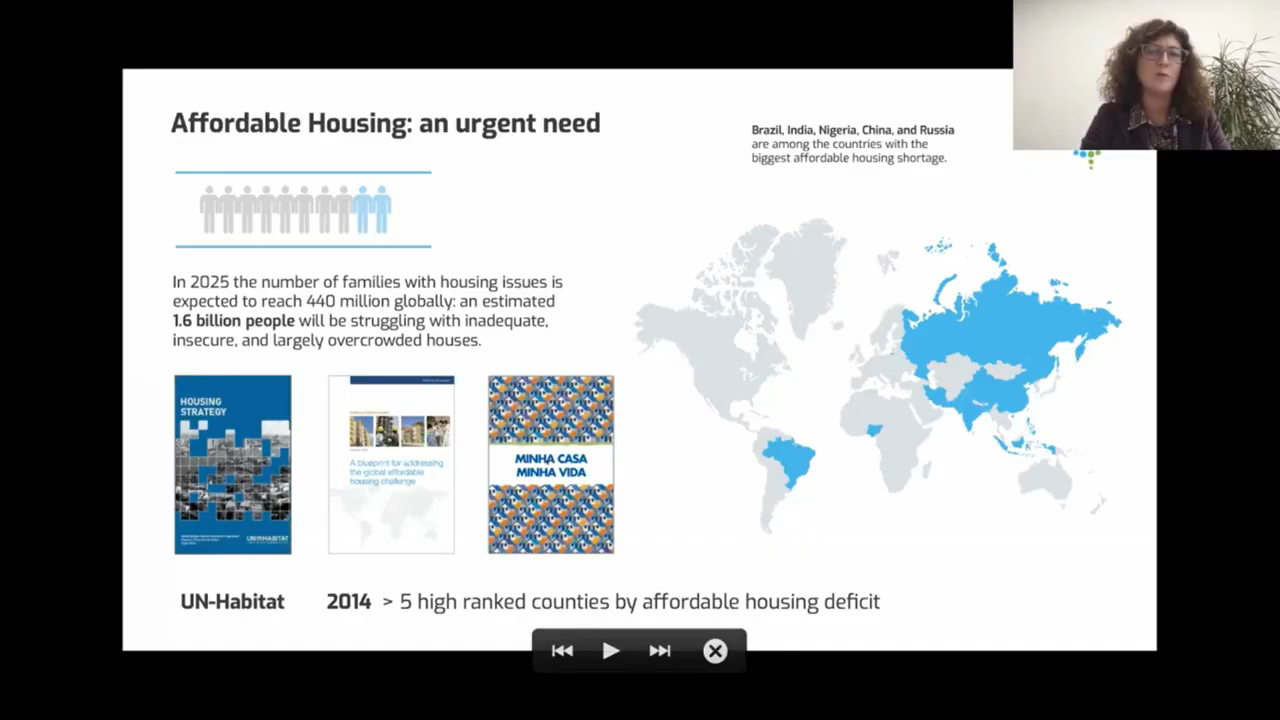 Affordable Housing: an urgent need
Brazil, India, Nigeria, China, and Russia
are among the countries with the
biggest affordable housing shortage.
In 2025 the number of families with housing issues is
expected to reach 440 million globally: an estimated
1.6 billion people will be struggling with inadequate,
insecure, and largely overcrowded houses.
HOUSING
STRATEGY
UN-HABITAT
A blueprint for addressing
the global affordable
housing challenge
MINHA CASA
MINHA VIDA
UN-Habitat
2014 > 5 high ranked counties by affordable housing deficit